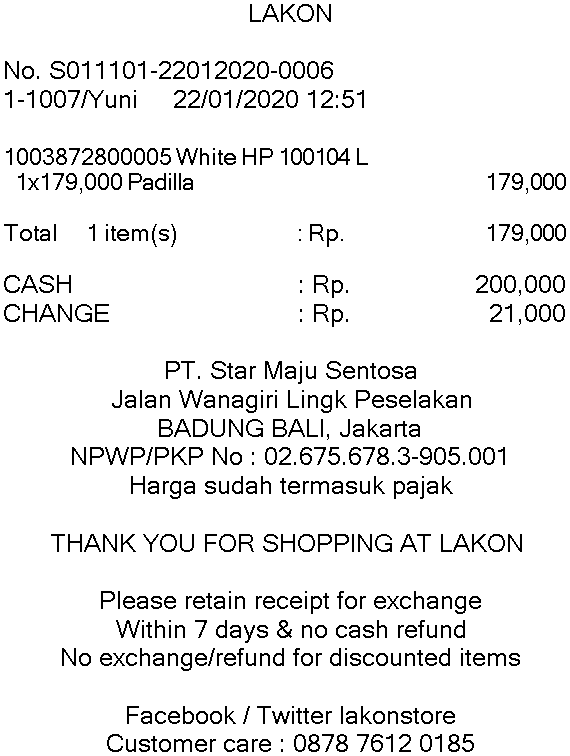 LAKON
No. S011101-22012020-0006
1-1007/Yuni 22/01/2020 12:51
1003872800005 White HP 100104 L
1x179,000 Padilla 179,000
Total 1 item(s) : Rp. 179,000
CASH : Rp. 200,000
CHANGE : Rp. 21,000
PT. Star Maju Sentosa
Jalan Wanagiri Lingk Peselakan
BADUNG BALI, Jakarta
NPWP/PKP No : 02.675.678.3-905.001
Harga sudah termasuk pajak
THANK YOU FOR SHOPPING AT LAKON
Please retain receipt for exchange
Within 7 days & no cash refund
No exchange/refund for discounted items
Facebook / Twitter lakonstore
Customer care : 0878 7612 0185